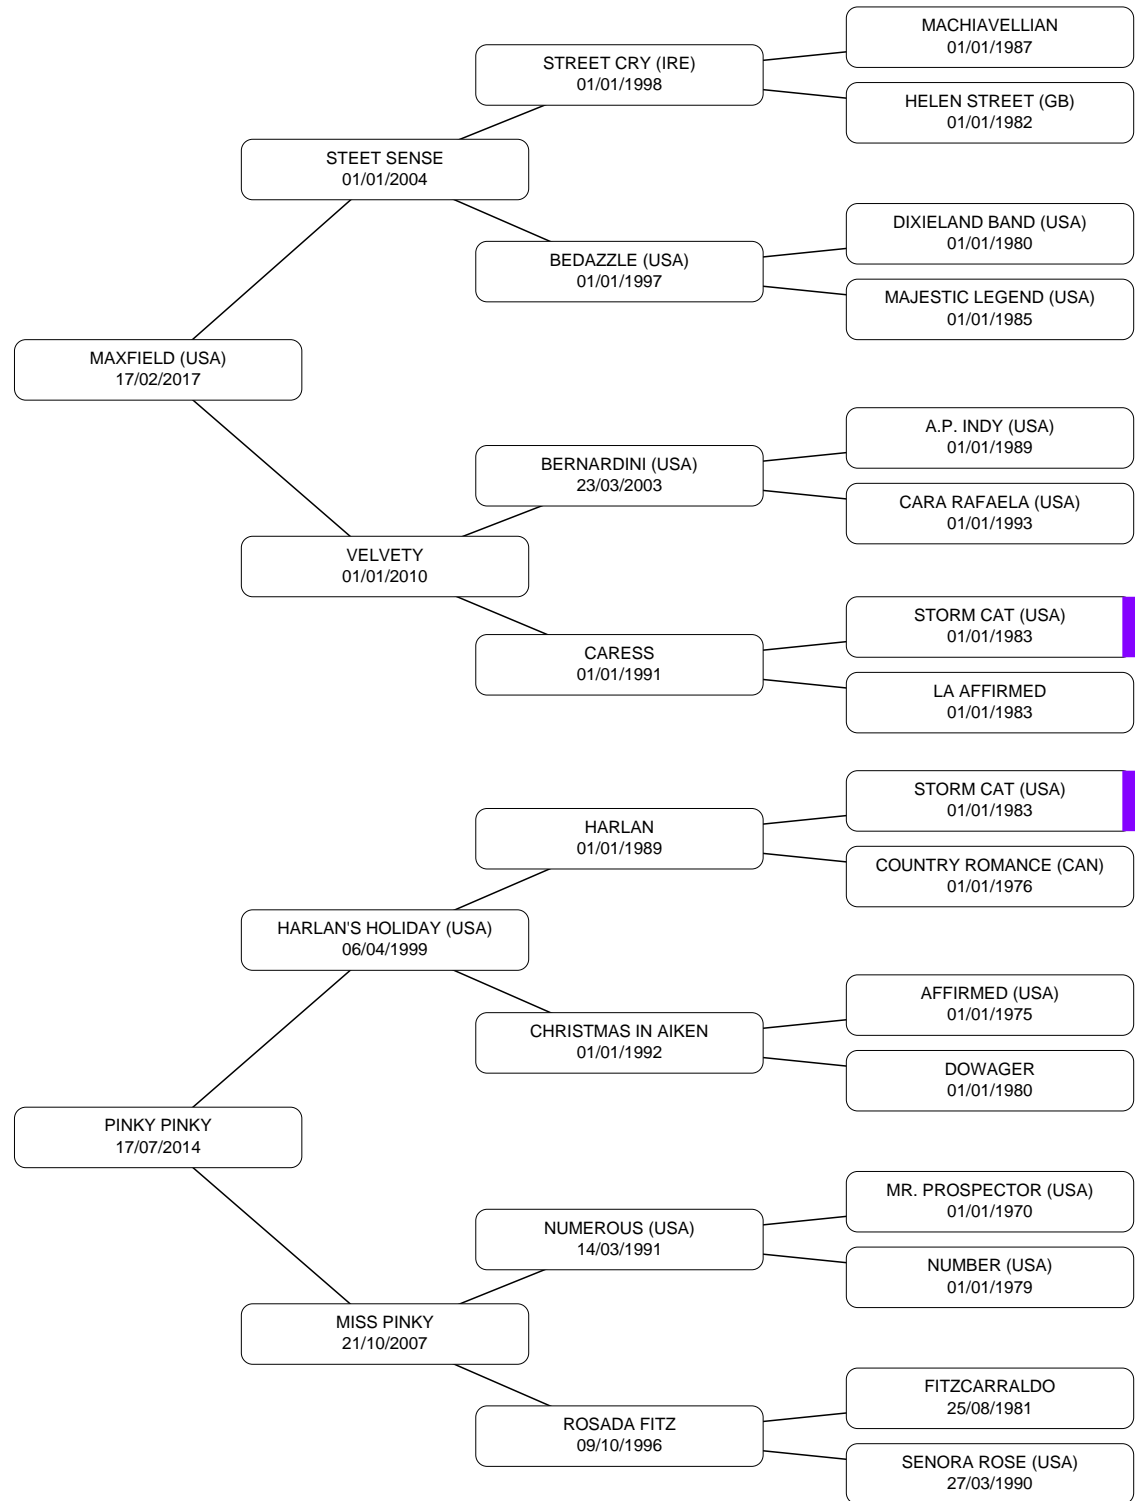 MACHIAVELLIAN
01/01/1987
STREET CRY (IRE)
01/01/1998
HELEN STREET (GB)
01/01/1982
STEET SENSE
01/01/2004
DIXIELAND BAND (USA)
01/01/1980
BEDAZZLE (USA)
01/01/1997
MAJESTIC LEGEND (USA)
01/01/1985
MAXFIELD (USA)
17/02/2017
A.P. INDY (USA)
01/01/1989
BERNARDINI (USA)
23/03/2003
CARA RAFAELA (USA)
01/01/1993
VELVETY
01/01/2010
STORM CAT (USA)
01/01/1983
CARESS
01/01/1991
LA AFFIRMED
01/01/1983
STORM CAT (USA)
01/01/1983
HARLAN
01/01/1989
COUNTRY ROMANCE (CAN)
01/01/1976
HARLAN'S HOLIDAY (USA)
06/04/1999
AFFIRMED (USA)
01/01/1975
CHRISTMAS IN AIKEN
01/01/1992
DOWAGER
01/01/1980
PINKY PINKY
17/07/2014
MR. PROSPECTOR (USA)
01/01/1970
NUMEROUS (USA)
14/03/1991
NUMBER (USA)
01/01/1979
MISS PINKY
21/10/2007
FITZCARRALDO
25/08/1981
ROSADA FITZ
09/10/1996
SENORA ROSE (USA)
27/03/1990